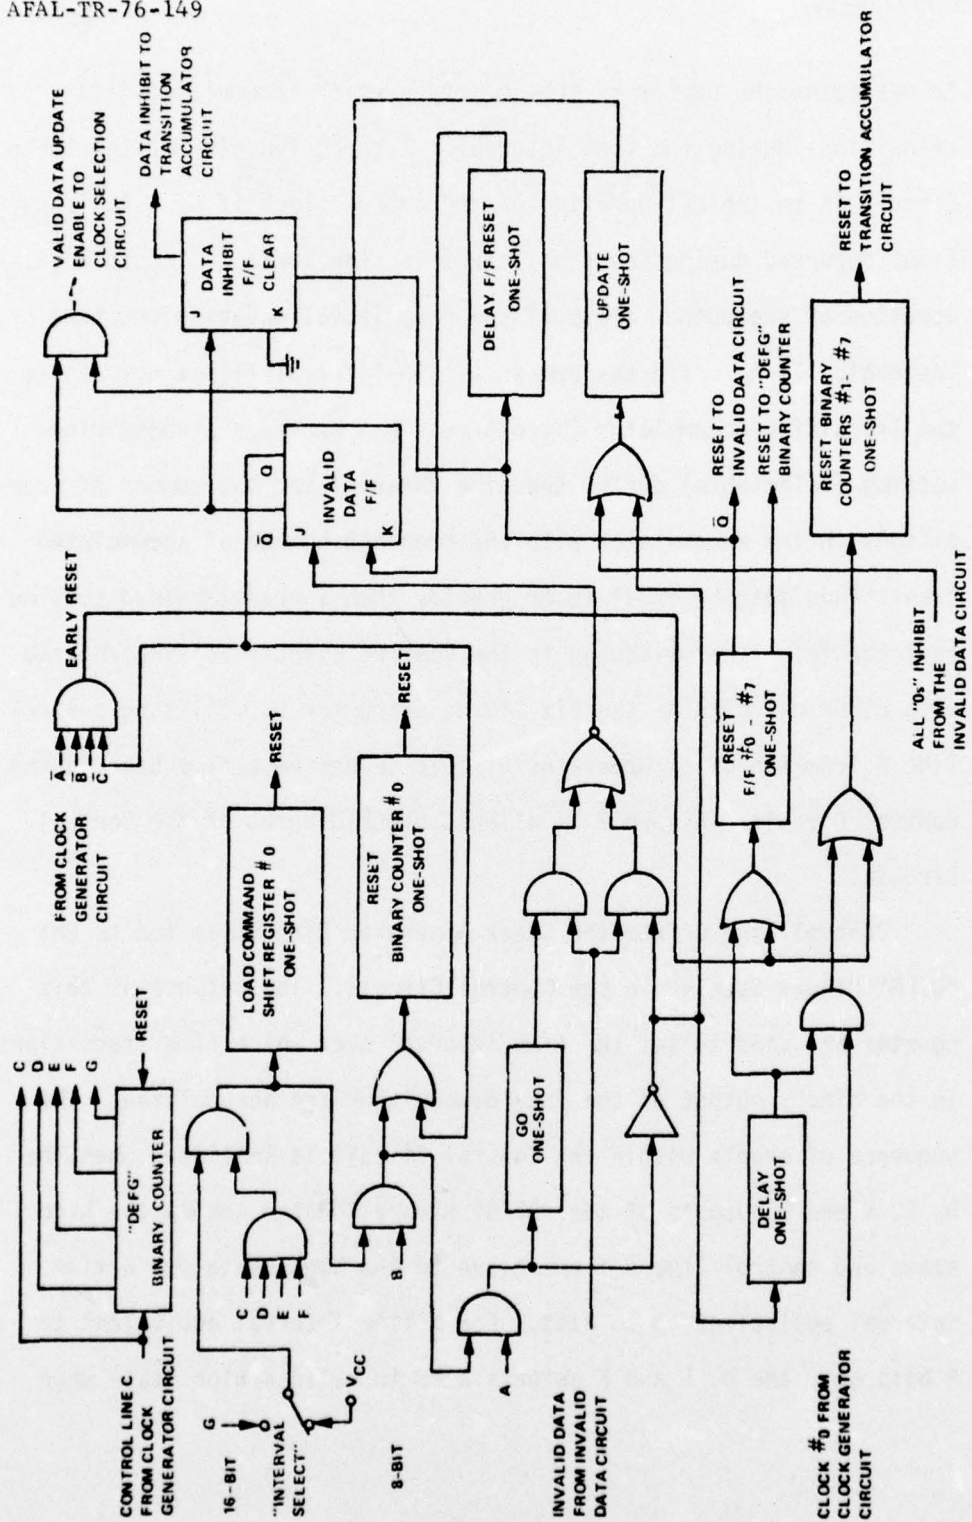 AFAL-TR-76-149
CONTROL LINE C
FROM CLOCK
GENERATOR CIRCUIT
"DEFG"
BINARY COUNTER
C
D
E
F
G
RESET
16-BIT
G
"INTERVAL
SELECT"
VCC
8-BIT
C
D
E
F
B
A
LOAD COMMAND
SHIFT REGISTER #0
ONE-SHOT
RESET
RESET
BINARY COUNTER #0
ONE-SHOT
RESET
FROM CLOCK
GENERATOR
CIRCUIT
A̅
B̅
C̅
EARLY RESET
VALID DATA UPDATE
ENABLE TO
CLOCK SELECTION
CIRCUIT
DATA INHIBIT TO
TRANSITION
ACCUMULATOR
CIRCUIT
J
DATA
INHIBIT
F/F
CLEAR
K
Q̅
Q
J
INVALID
DATA
F/F
K
DELAY F/F RESET
ONE-SHOT
UPDATE
ONE-SHOT
GO
ONE-SHOT
INVALID DATA
FROM INVALID
DATA CIRCUIT
DELAY
ONE-SHOT
CLOCK #0 FROM
CLOCK GENERATOR
CIRCUIT
RESET
F/F #0 - #7
ONE-SHOT
Q̅
RESET TO
INVALID DATA CIRCUIT
RESET TO "DEFG"
BINARY COUNTER
ALL "0s" INHIBIT
FROM THE
INVALID DATA CIRCUIT
RESET BINARY
COUNTERS #1- #7
ONE-SHOT
RESET TO
TRANSITION ACCUMULATOR
CIRCUIT